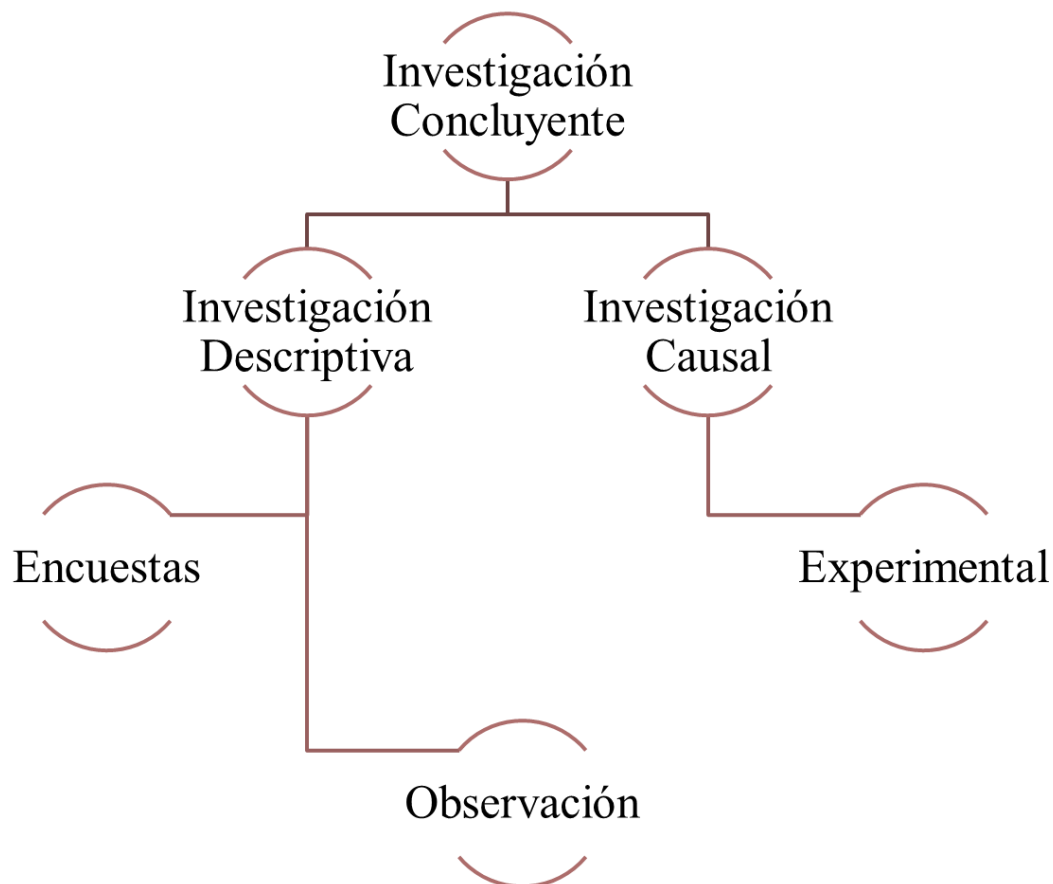 Investigación
Concluyente
Investigación
Descriptiva
Investigación
Causal
Encuestas
Experimental
Observación